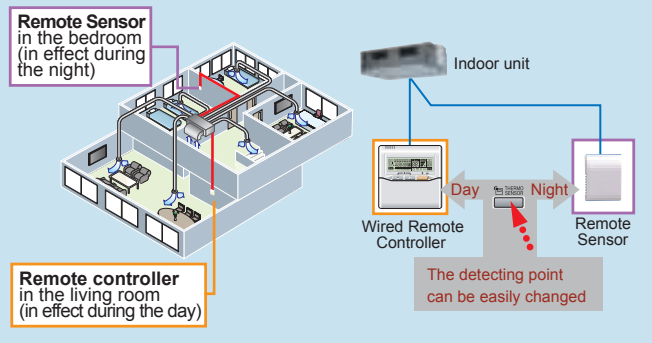 Remote Sensor
in the bedroom
(in effect during
the night)
Remote controller
in the living room
(in effect during the day)
Indoor unit
Day
THERMO
SENSOR
Night
Wired Remote
Controller
Remote
Sensor
The detecting point
can be easily changed